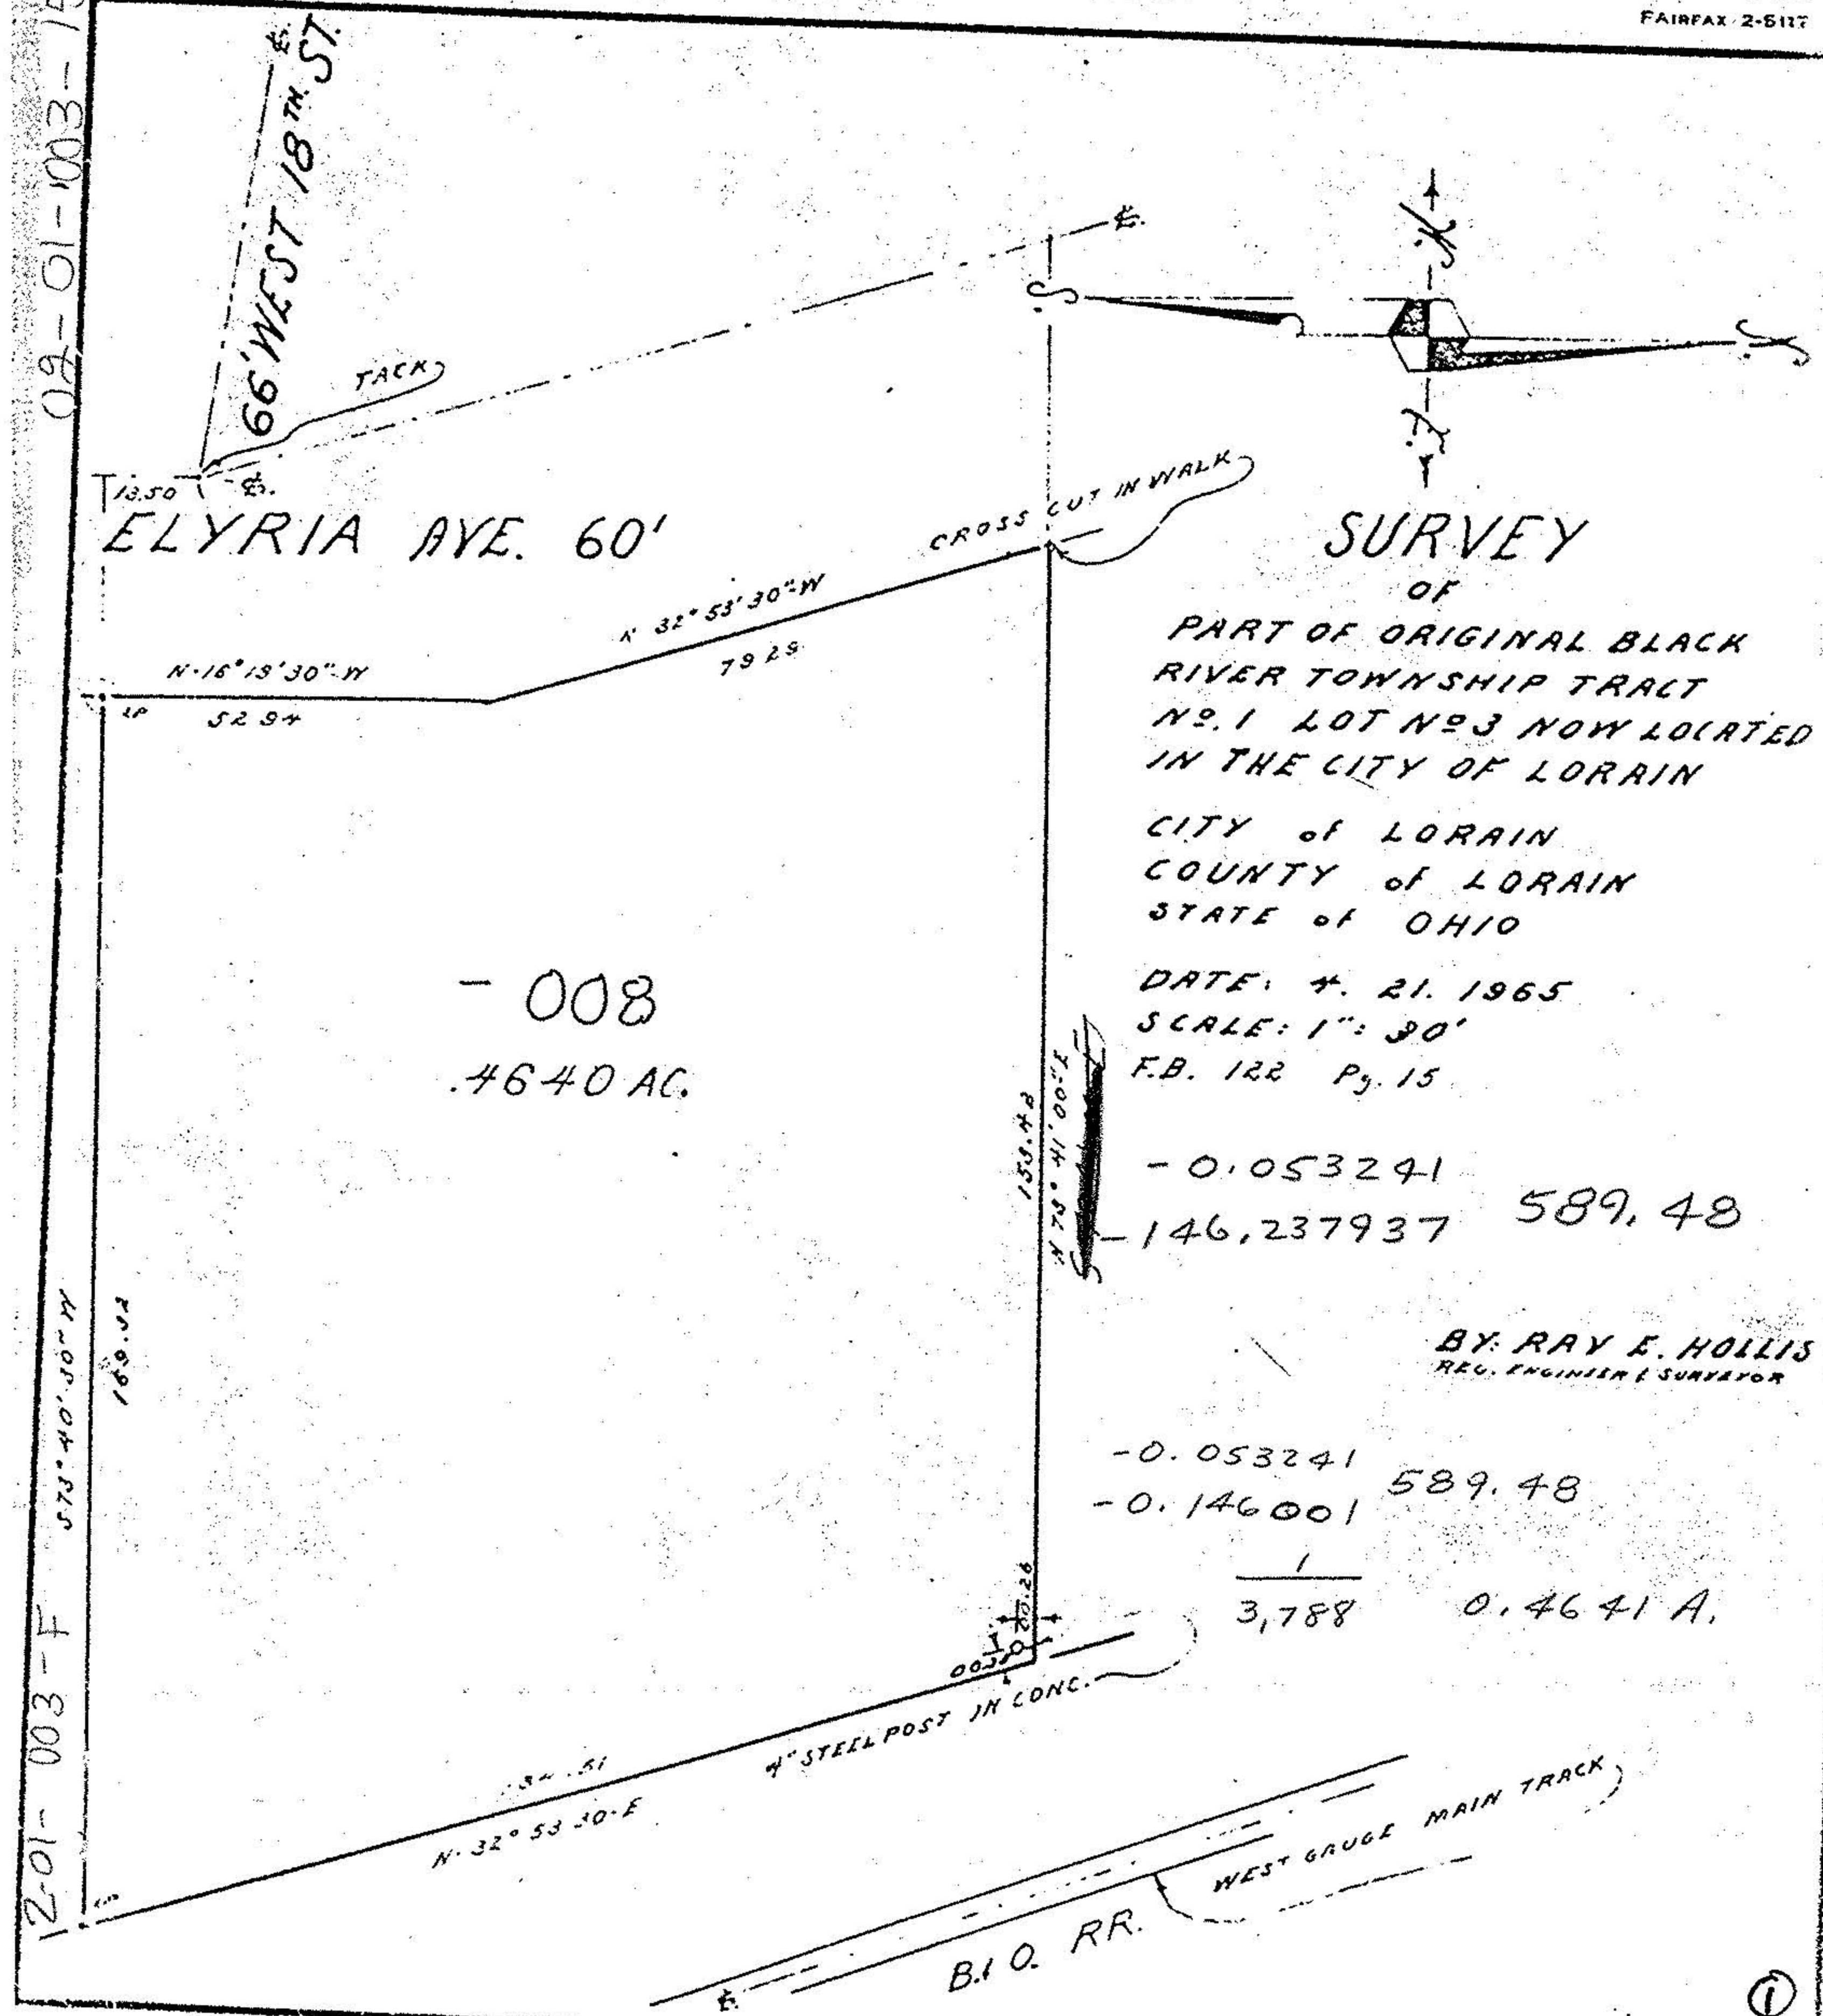 FAIRFAX 2-5117
02-01-003-
66' WEST 18TH. ST.
TACK
13.50
ELYRIA AVE. 60'
CROSS CUT IN WALK
N 32° 53' 30" W
79 29
N-16° 19' 30"-W
52 94
I.P.
SURVEY
OF
PART OF ORIGINAL BLACK
RIVER TOWNSHIP TRACT
Nº. 1 LOT Nº 3 NOW LOCATED
IN THE CITY OF LORAIN
CITY of LORAIN
COUNTY of LORAIN
STATE of OHIO
DATE: 4. 21. 1965
SCALE: 1": 30'
F.B. 122 Pg. 15
- 008
.4640 AC.
- 0.053241
- 146,237937
589.48
BY: RAY E. HOLLIS
REG. ENGINEER & SURVEYOR
-0.053241
-0.146001
589.48
1
3,788
0.4641 A.
N 78° 41' 00"-E
003-F
4" STEEL POST IN CONC.
N-32° 53 30-E
WEST GAUGE MAIN TRACK
B.&O. RR.
1